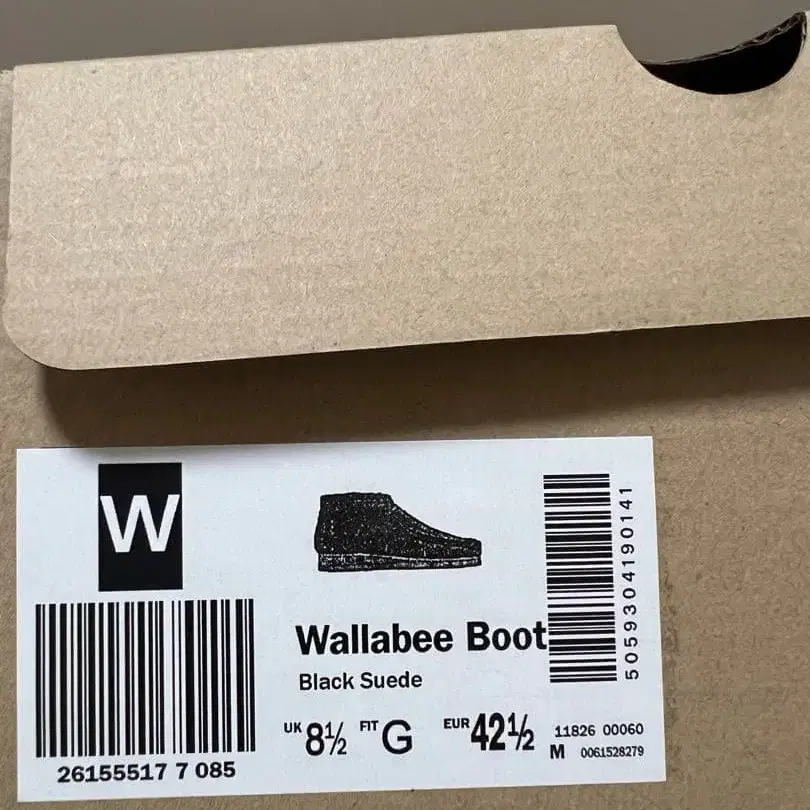 W
26155517 7 085
Wallabee Boot
Black Suede
UK 8½ FIT G EUR 42½
5059304190141
11826 00060
M 0061528279